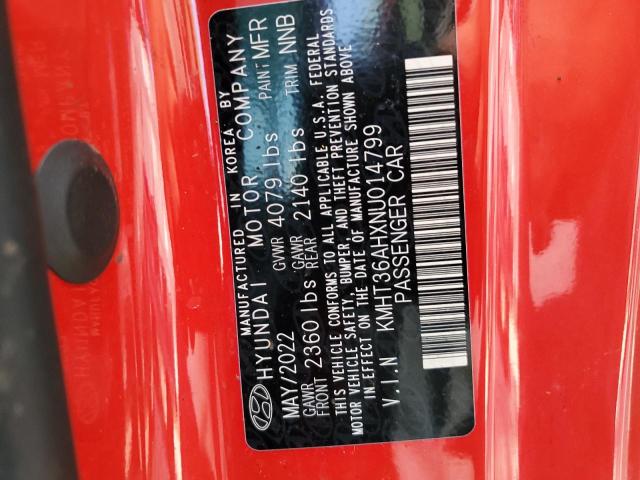 MANUFACTURED IN KOREA BY
HYUNDAI MOTOR COMPANY
MAY/2022 GVWR 4079 lbs PAINT MFR
GAWR FRONT 2360 lbs GAWR REAR 2140 lbs TRIM NNB
THIS VEHICLE CONFORMS TO ALL APPLICABLE U.S.A. FEDERAL
MOTOR VEHICLE SAFETY, BUMPER, AND THEFT PREVENTION STANDARDS
IN EFFECT ON THE DATE OF MANUFACTURE SHOWN ABOVE
V.I.N KMHT36AHXNU014799
PASSENGER CAR